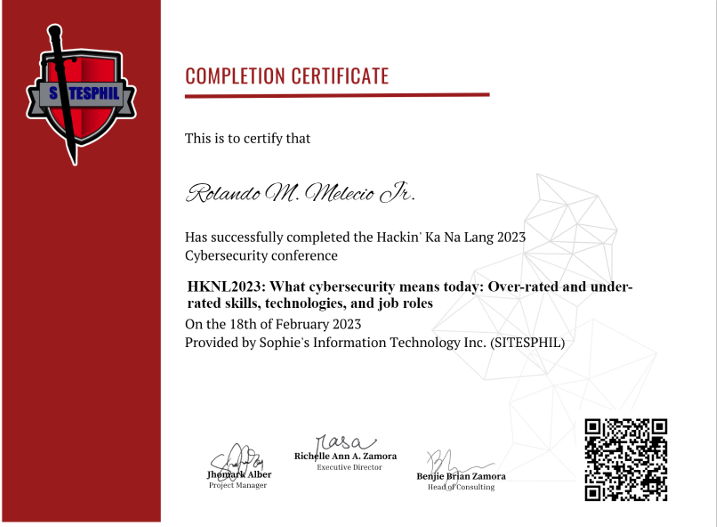 SITESPHIL
COMPLETION CERTIFICATE
This is to certify that
Rolando M. Melecio Jr.
Has successfully completed the Hackin' Ka Na Lang 2023
Cybersecurity conference
HKNL2023: What cybersecurity means today: Over-rated and under-
rated skills, technologies, and job roles
On the 18th of February 2023
Provided by Sophie's Information Technology Inc. (SITESPHIL)
Jhomark Alber
Project Manager
Richelle Ann A. Zamora
Executive Director
Benjie Brian Zamora
Head of Consulting